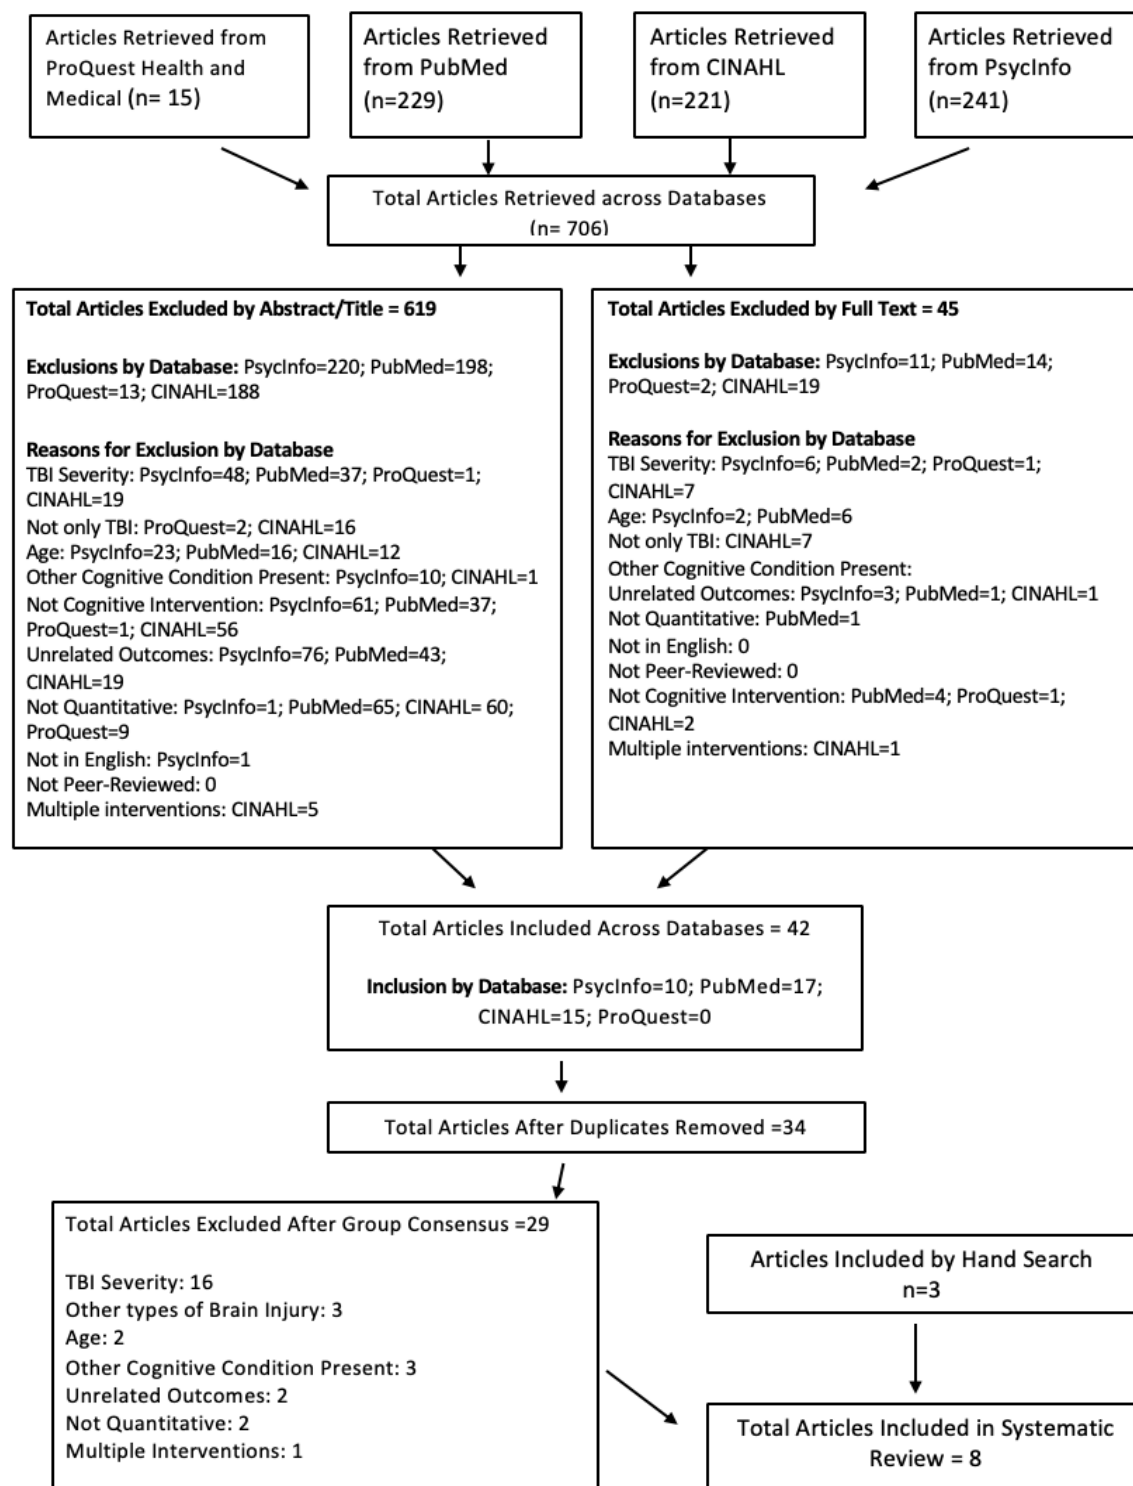 Articles Retrieved from
ProQuest Health and
Medical (n= 15)
Articles Retrieved
from PubMed
(n=229)
Articles Retrieved
from CINAHL
(n=221)
Articles Retrieved
from PsycInfo
(n=241)
Total Articles Retrieved across Databases
(n= 706)
Total Articles Excluded by Abstract/Title = 619
Exclusions by Database: PsycInfo=220; PubMed=198;
ProQuest=13; CINAHL=188
Reasons for Exclusion by Database
TBI Severity: PsycInfo=48; PubMed=37; ProQuest=1;
CINAHL=19
Not only TBI: ProQuest=2; CINAHL=16
Age: PsycInfo=23; PubMed=16; CINAHL=12
Other Cognitive Condition Present: PsycInfo=10; CINAHL=1
Not Cognitive Intervention: PsycInfo=61; PubMed=37;
ProQuest=1; CINAHL=56
Unrelated Outcomes: PsycInfo=76; PubMed=43;
CINAHL=19
Not Quantitative: PsycInfo=1; PubMed=65; CINAHL= 60;
ProQuest=9
Not in English: PsycInfo=1
Not Peer-Reviewed: 0
Multiple interventions: CINAHL=5
Total Articles Excluded by Full Text = 45
Exclusions by Database: PsycInfo=11; PubMed=14;
ProQuest=2; CINAHL=19
Reasons for Exclusion by Database
TBI Severity: PsycInfo=6; PubMed=2; ProQuest=1;
CINAHL=7
Age: PsycInfo=2; PubMed=6
Not only TBI: CINAHL=7
Other Cognitive Condition Present:
Unrelated Outcomes: PsycInfo=3; PubMed=1; CINAHL=1
Not Quantitative: PubMed=1
Not in English: 0
Not Peer-Reviewed: 0
Not Cognitive Intervention: PubMed=4; ProQuest=1;
CINAHL=2
Multiple interventions: CINAHL=1
Total Articles Included Across Databases = 42
Inclusion by Database: PsycInfo=10; PubMed=17;
CINAHL=15; ProQuest=0
Total Articles After Duplicates Removed =34
Total Articles Excluded After Group Consensus =29
TBI Severity: 16
Other types of Brain Injury: 3
Age: 2
Other Cognitive Condition Present: 3
Unrelated Outcomes: 2
Not Quantitative: 2
Multiple Interventions: 1
Articles Included by Hand Search
n=3
Total Articles Included in Systematic
Review = 8